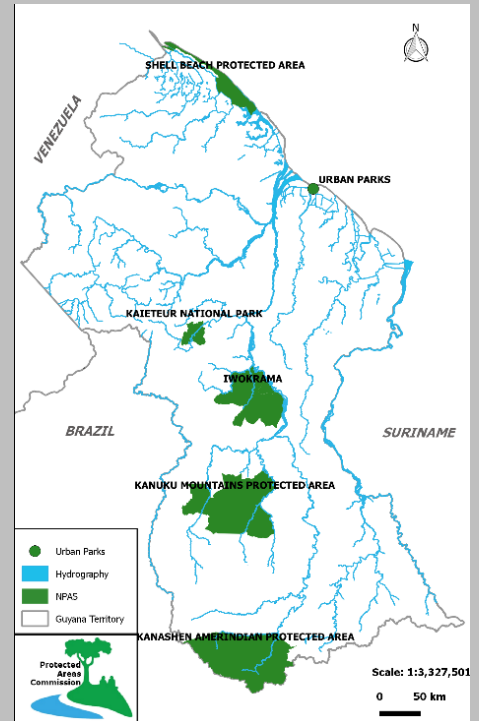 N
SHELL BEACH PROTECTED AREA
VENEZUELA
URBAN PARKS
KAIETEUR NATIONAL PARK
IWOKRAMA
BRAZIL
SURINAME
KANUKU MOUNTAINS PROTECTED AREA
Urban Parks
Hydrography
NPAS
Guyana Territory
KANASHEN AMERINDIAN PROTECTED AREA
Protected
Areas
Commission
Scale: 1:3,327,501
0 50 km